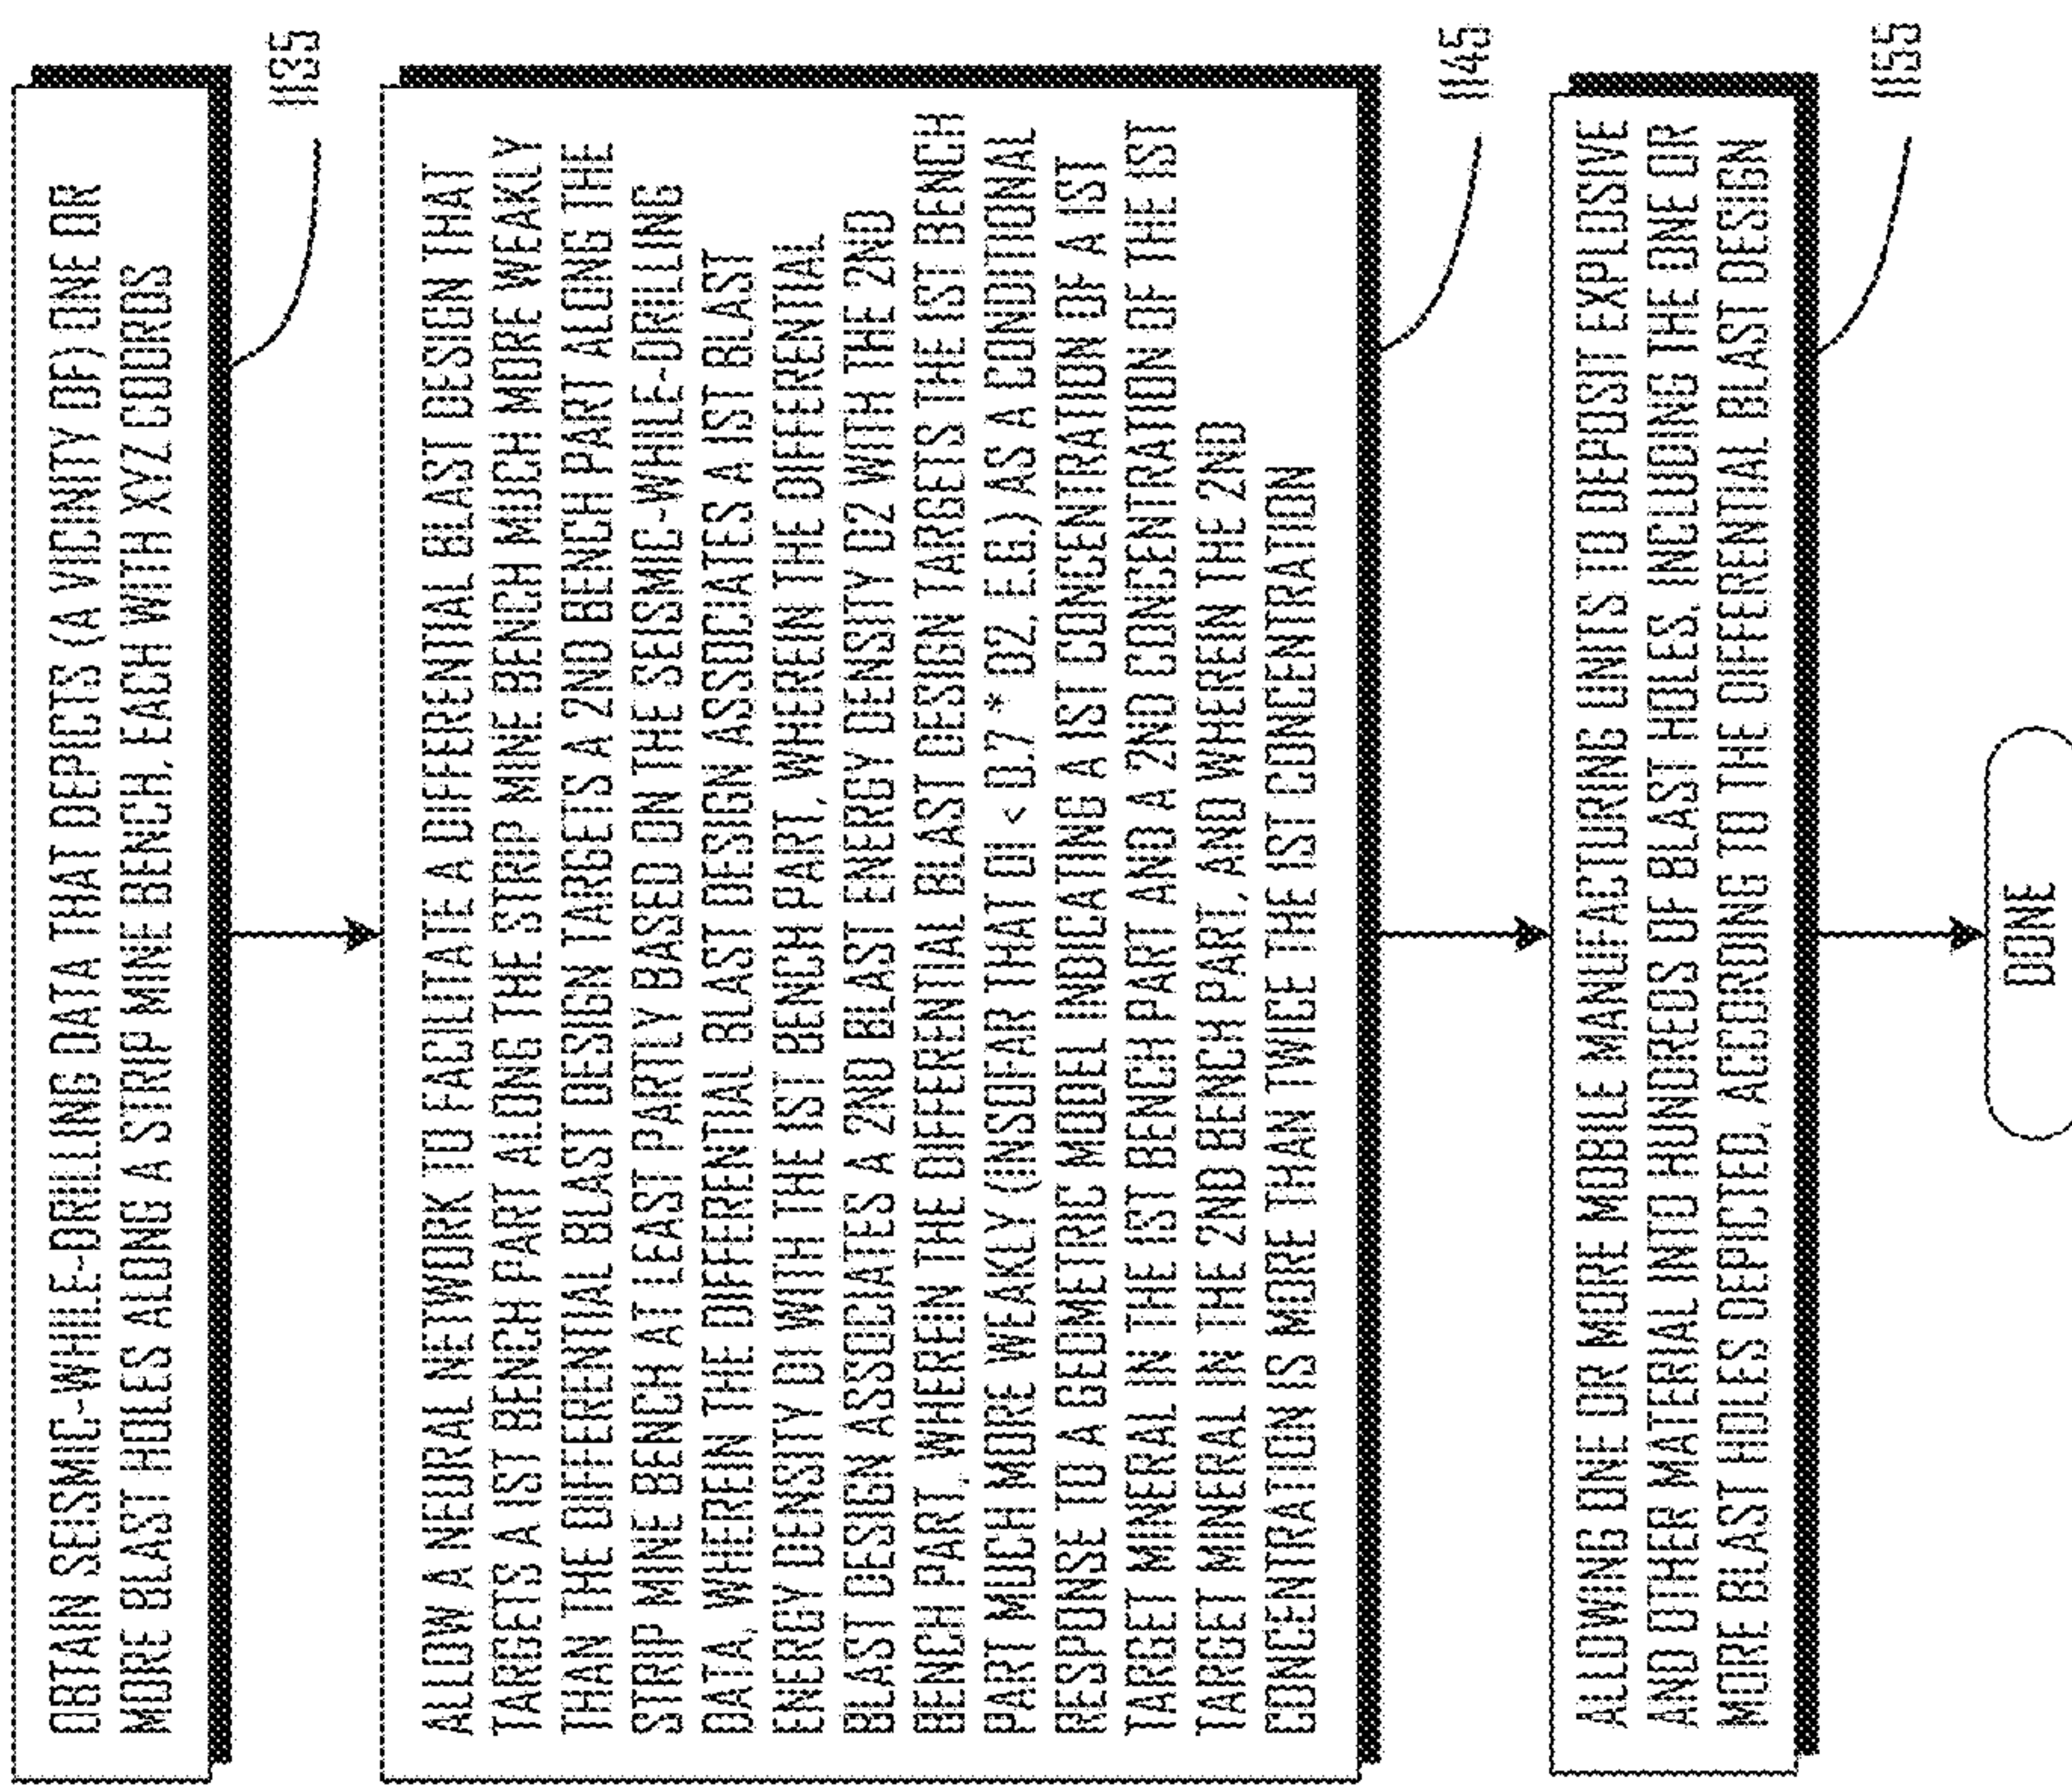 OBTAIN SEISMIC-WHILE-DRILLING DATA THAT DEPICTS (A VICINITY OF) ONE OR
MORE BLAST HOLES ALONG A STRIP MINE BENCH, EACH WITH XYZ COORDS
1135
ALLOW A NEURAL NETWORK TO FACILITATE A DIFFERENTIAL BLAST DESIGN THAT
TARGETS A 1ST BENCH PART ALONG THE STRIP MINE BENCH MUCH MORE WEAKLY
THAN THE DIFFERENTIAL BLAST DESIGN TARGETS A 2ND BENCH PART ALONG THE
STRIP MINE BENCH AT LEAST PARTLY BASED ON THE SEISMIC-WHILE-DRILLING
DATA, WHEREIN THE DIFFERENTIAL BLAST DESIGN ASSOCIATES A 1ST BLAST
ENERGY DENSITY D1 WITH THE 1ST BENCH PART, WHEREIN THE DIFFERENTIAL
BLAST DESIGN ASSOCIATES A 2ND BLAST ENERGY DENSITY D2 WITH THE 2ND
BENCH PART, WHEREIN THE DIFFERENTIAL BLAST DESIGN TARGETS THE 1ST BENCH
PART MUCH MORE WEAKLY (INSOFAR THAT D1 < 0.7 * D2, E.G.) AS A CONDITIONAL
RESPONSE TO A GEOMETRIC MODEL INDICATING A 1ST CONCENTRATION OF A 1ST
TARGET MINERAL IN THE 1ST BENCH PART AND A 2ND CONCENTRATION OF THE 1ST
TARGET MINERAL IN THE 2ND BENCH PART, AND WHEREIN THE 2ND
CONCENTRATION IS MORE THAN TWICE THE 1ST CONCENTRATION
1145
ALLOWING ONE OR MORE MOBILE MANUFACTURING UNITS TO DEPOSIT EXPLOSIVE
AND OTHER MATERIAL INTO HUNDREDS OF BLAST HOLES, INCLUDING THE ONE OR
MORE BLAST HOLES DEPICTED, ACCORDING TO THE DIFFERENTIAL BLAST DESIGN
1155
DONE